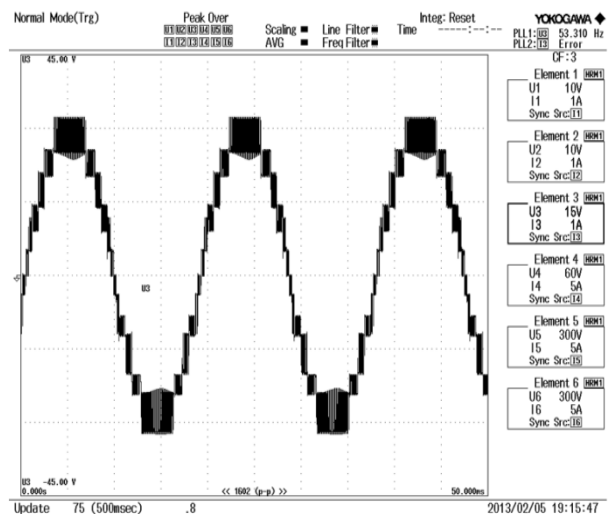 Normal Mode(Trg)
Peak Over
U1 U2 U3 U4 U5 U6
I1 I2 I3 I4 I5 I6
Scaling Line Filter
AVG Freq Filter
Integ: Reset
Time -----:--:--
YOKOGAWA
PLL1:U3 53.310 Hz
PLL2:I3 Error
CF:3
U3 45.00 V
U3
U3 -45.00 V
0.000s
<< 1602 (p-p) >>
50.000ms
Element 1 HRM1
U1 10V
I1 1A
Sync Src:I1
Element 2 HRM1
U2 10V
I2 1A
Sync Src:I2
Element 3 HRM1
U3 15V
I3 1A
Sync Src:I3
Element 4 HRM1
U4 60V
I4 5A
Sync Src:I4
Element 5 HRM1
U5 300V
I5 5A
Sync Src:I5
Element 6 HRM1
U6 300V
I6 5A
Sync Src:I6
Update 75 (500msec) .8
2013/02/05 19:15:47